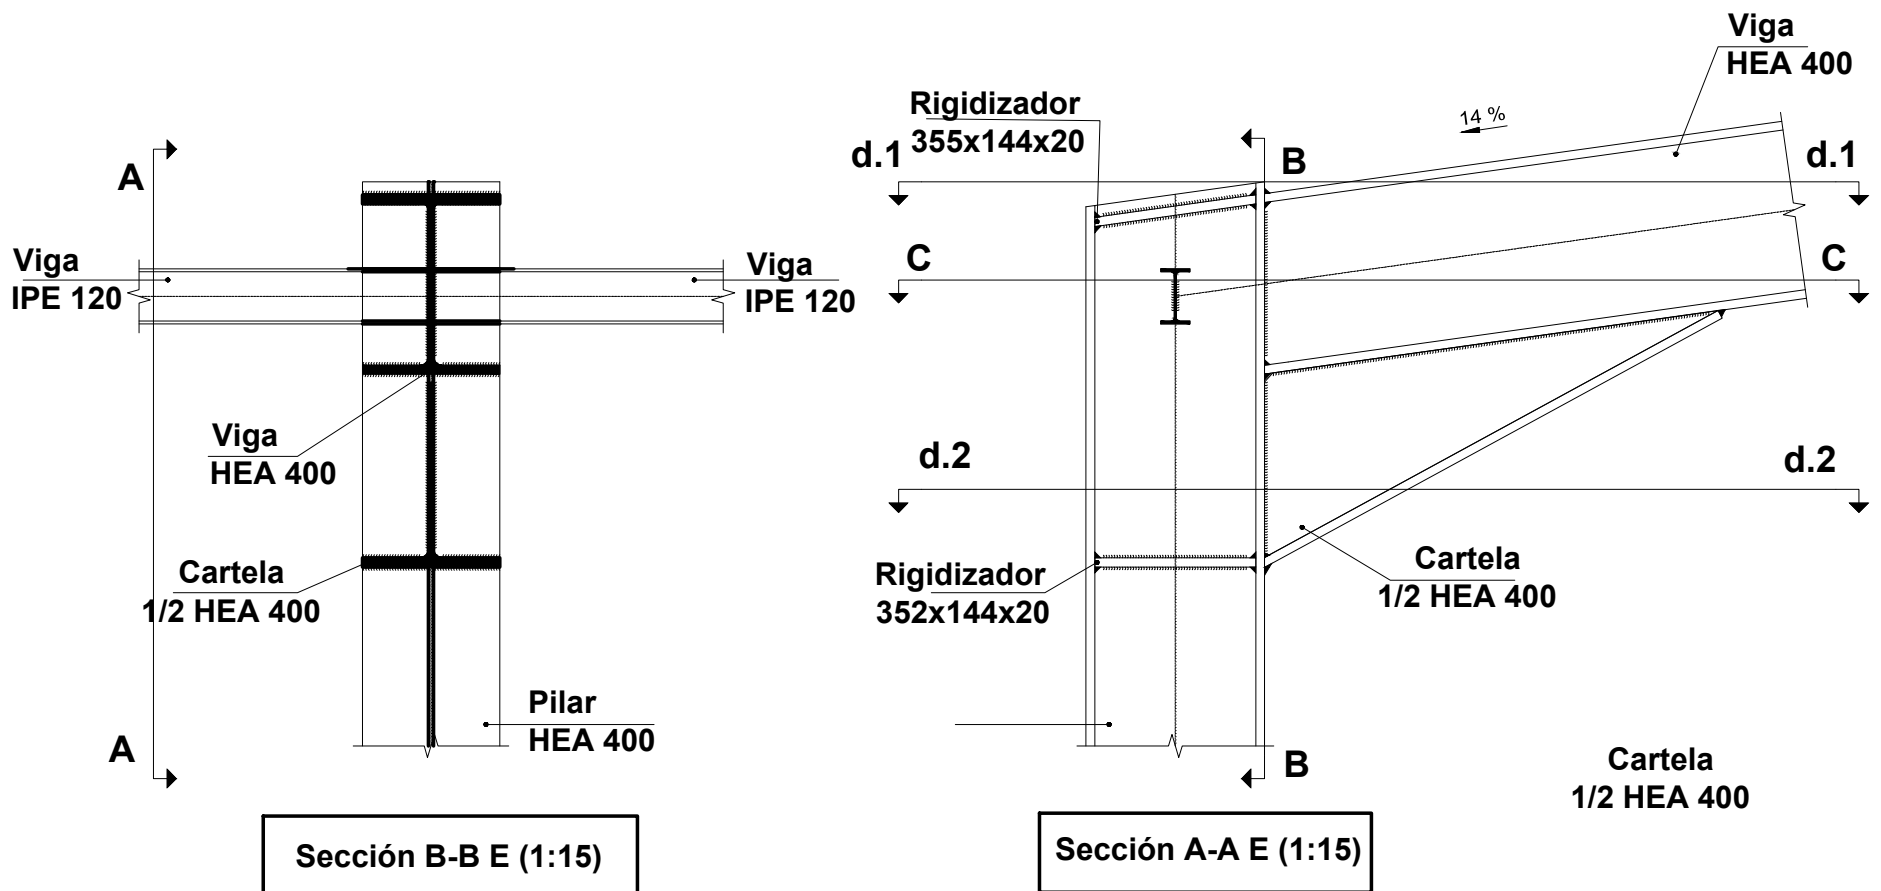 A
Viga
IPE 120
Viga
IPE 120
Viga
HEA 400
Cartela
1/2 HEA 400
Pilar
HEA 400
A
Sección B-B E (1:15)
Viga
HEA 400
Rigidizador
355x144x20
14 %
d.1
B
d.1
C
C
d.2
d.2
Rigidizador
352x144x20
Cartela
1/2 HEA 400
B
Cartela
1/2 HEA 400
Sección A-A E (1:15)